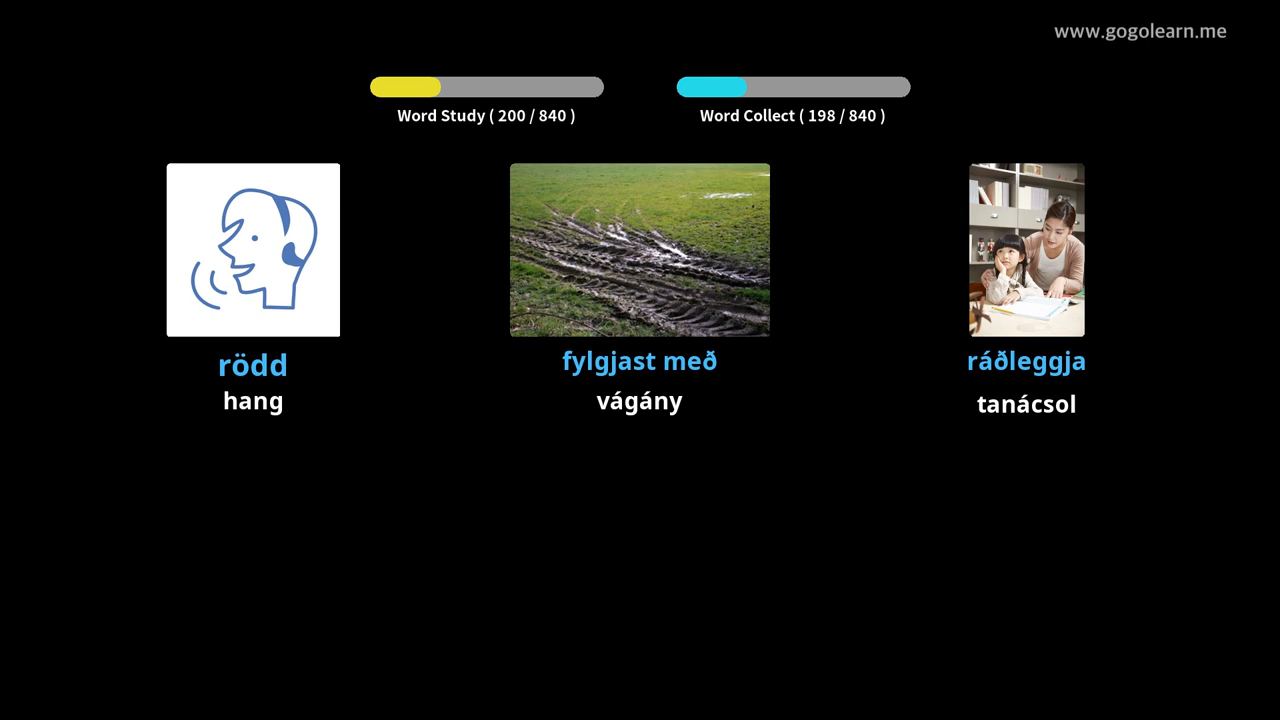 www.gogolearn.me
Word Study ( 200 / 840 )
Word Collect ( 198 / 840 )
rödd
hang
fylgjast með
vágány
ráðleggja
tanácsol